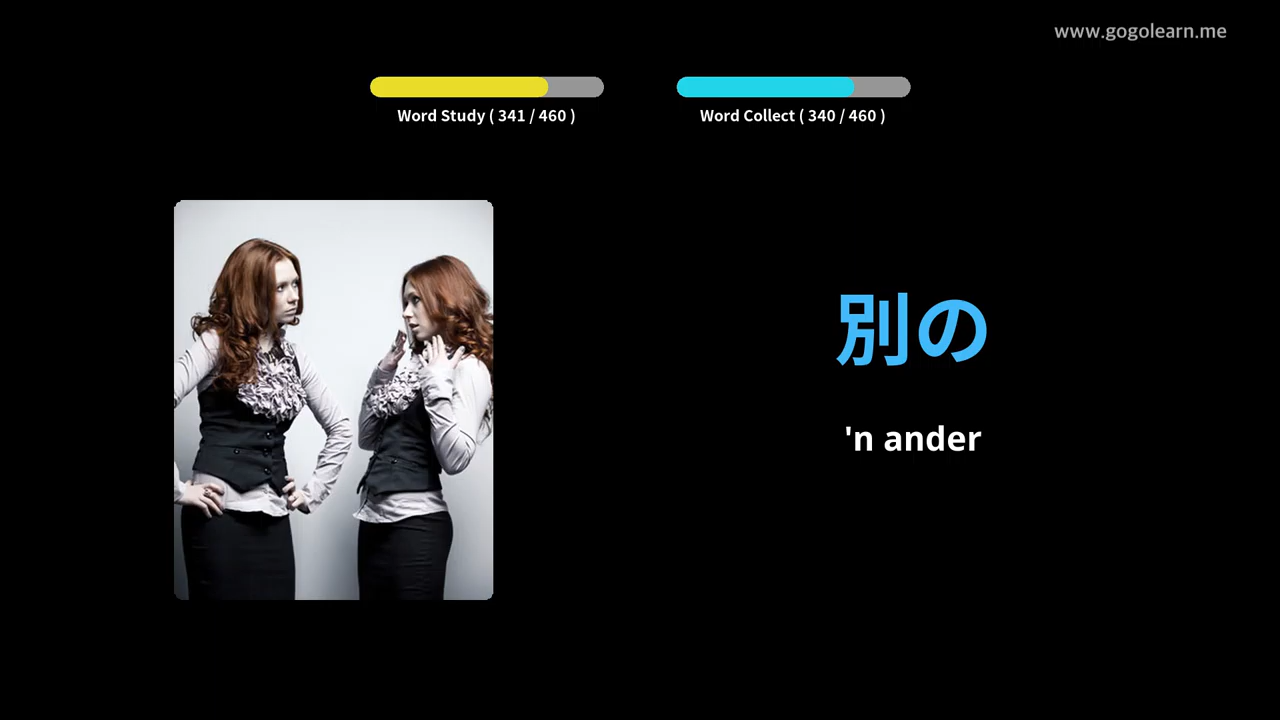 www.gogolearn.me
Word Study ( 341 / 460 )
Word Collect ( 340 / 460 )
別の
'n ander